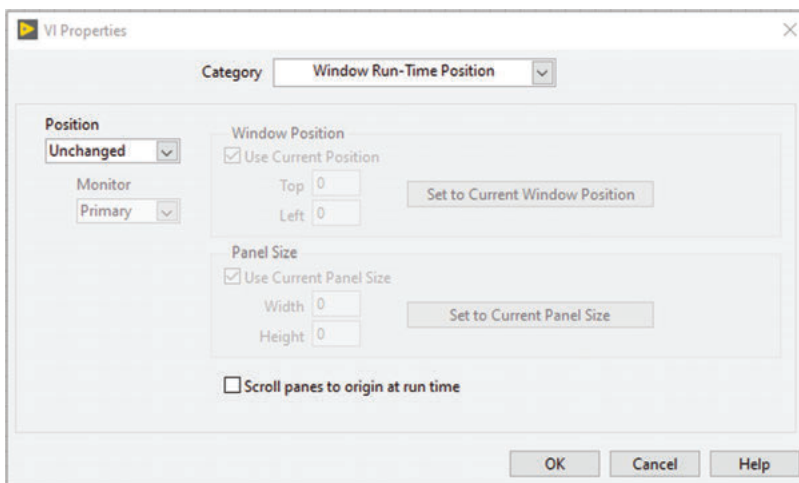 VI Properties
Category Window Run-Time Position
Position
Unchanged
Monitor
Primary
Window Position
Use Current Position
Top 0
Left 0
Set to Current Window Position
Panel Size
Use Current Panel Size
Width 0
Height 0
Set to Current Panel Size
Scroll panes to origin at run time
OK Cancel Help